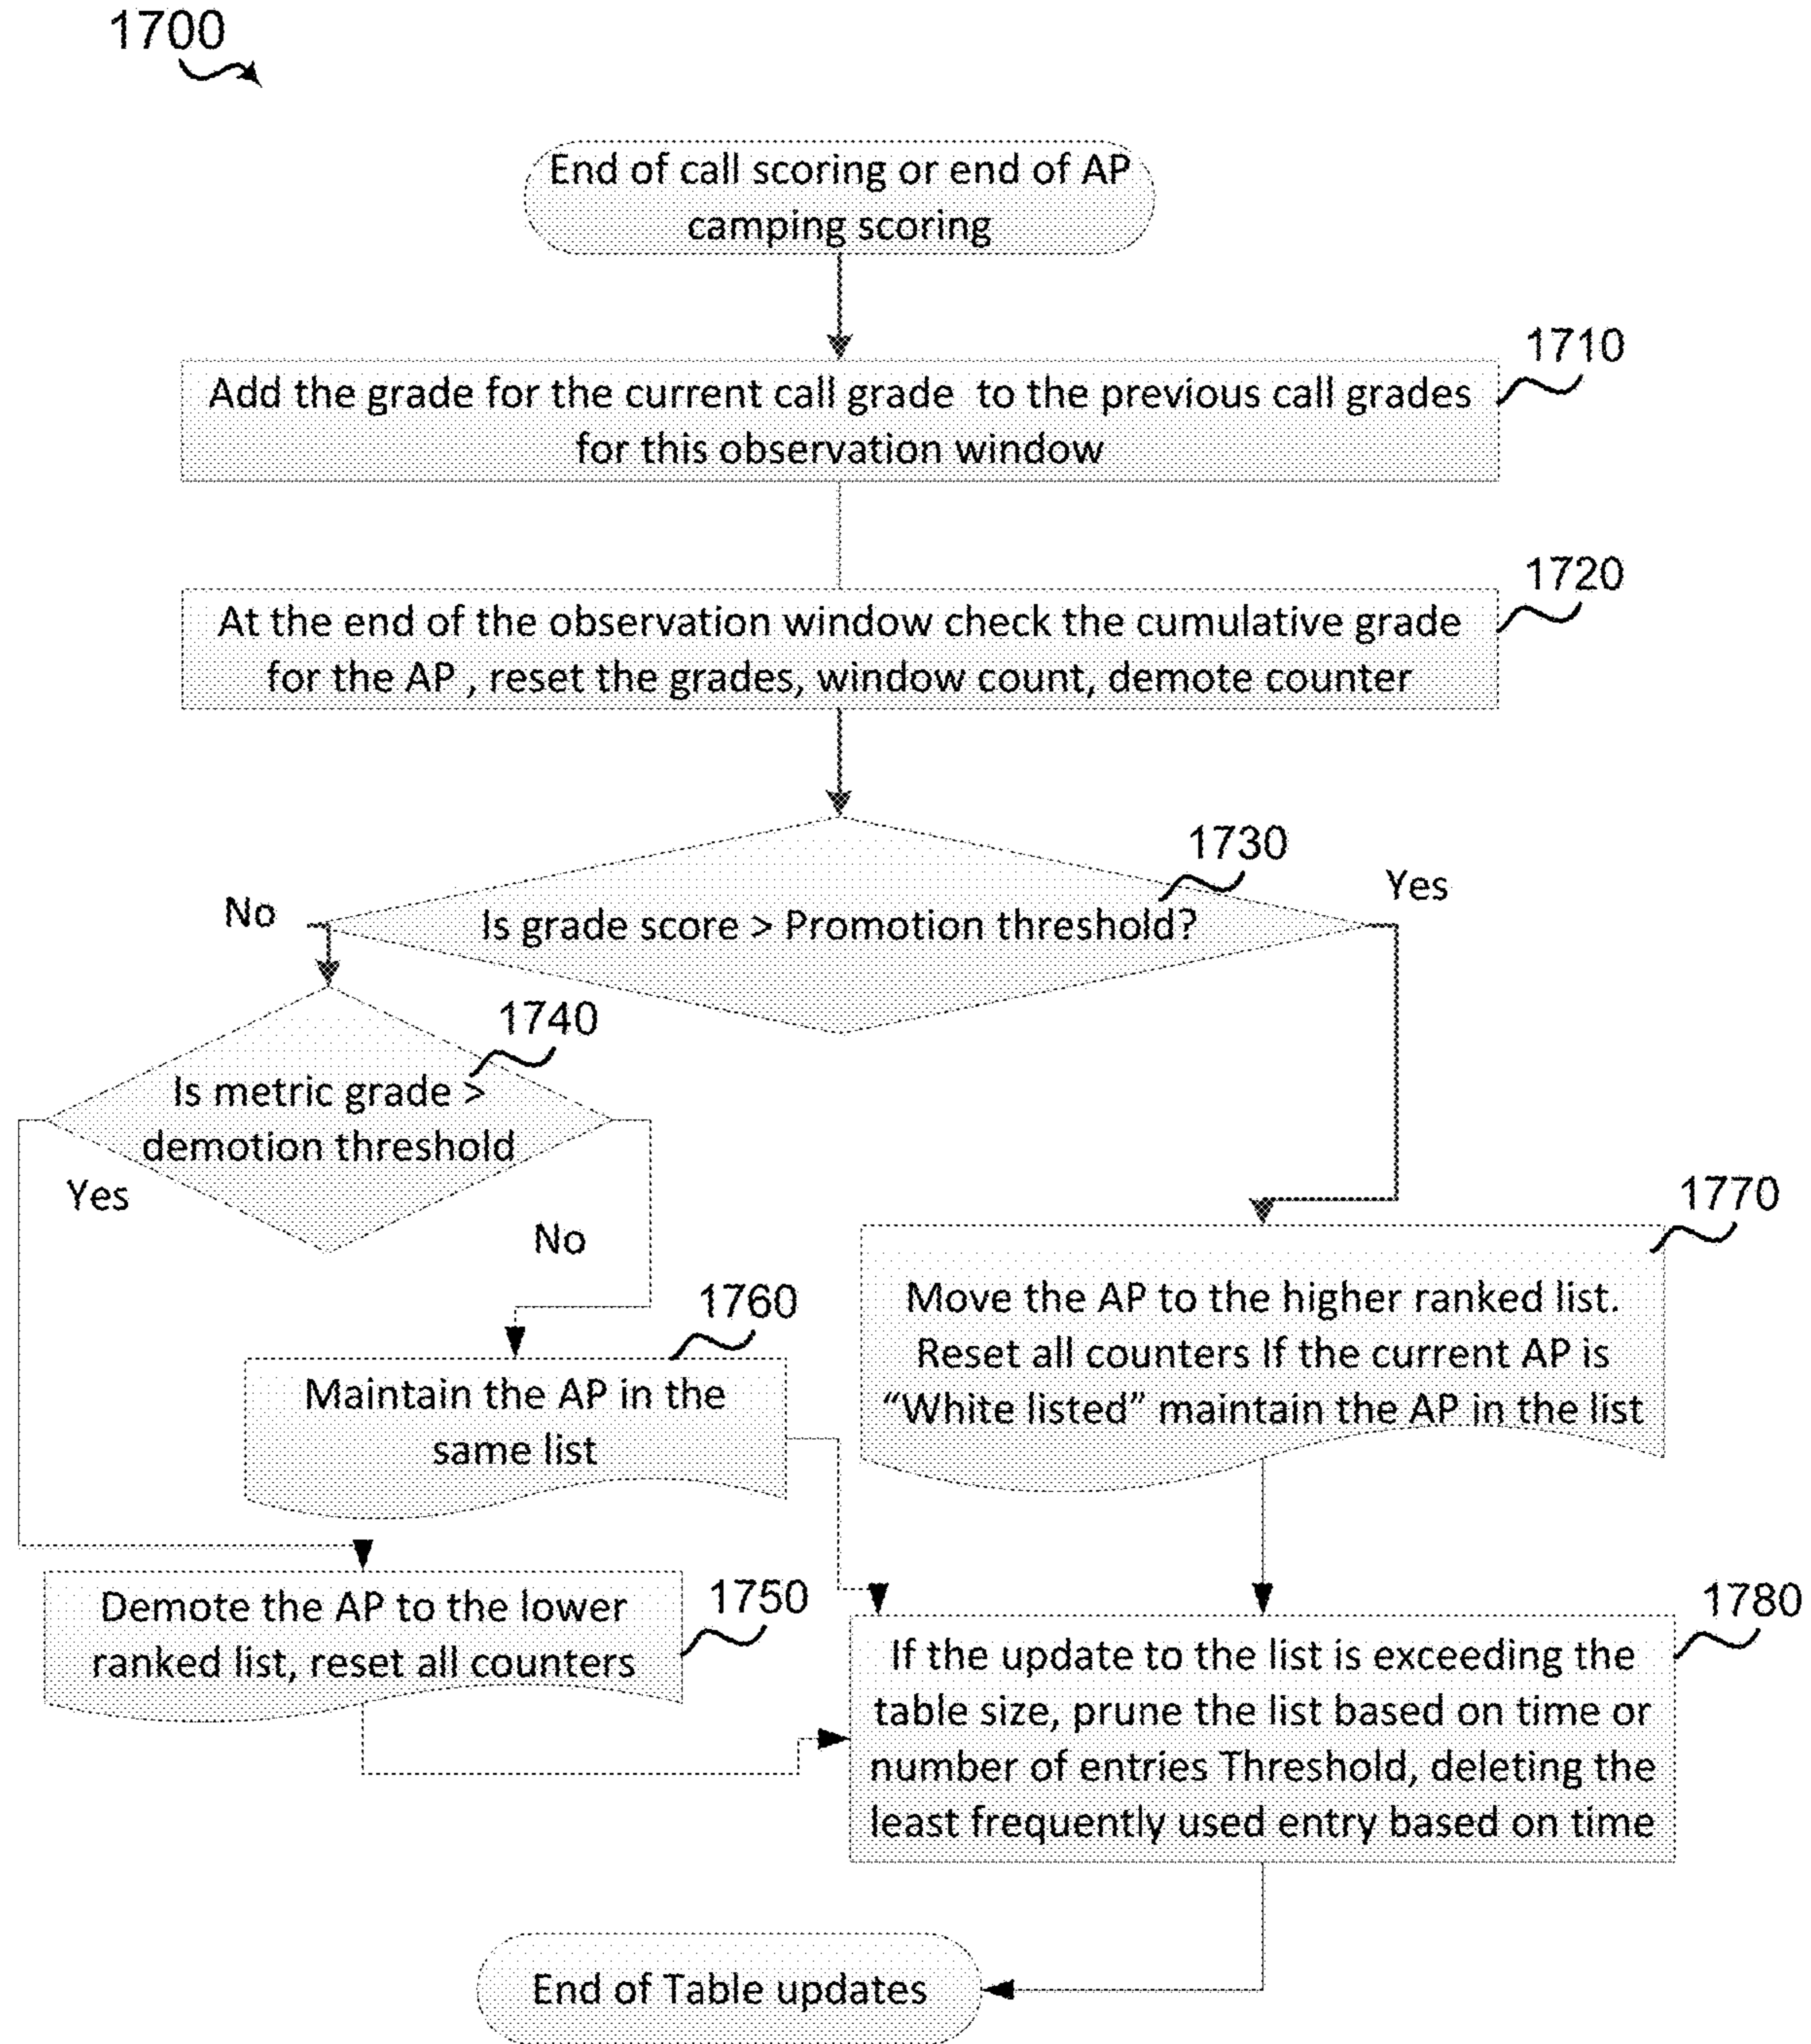 1700
End of call scoring or end of AP
camping scoring
1710
Add the grade for the current call grade to the previous call grades
for this observation window
1720
At the end of the observation window check the cumulative grade
for the AP , reset the grades, window count, demote counter
1730
No
Yes
Is grade score > Promotion threshold?
1740
Is metric grade >
demotion threshold
Yes
No
1770
Move the AP to the higher ranked list.
Reset all counters If the current AP is
“White listed” maintain the AP in the list
1760
Maintain the AP in the
same list
1750
Demote the AP to the lower
ranked list, reset all counters
1780
If the update to the list is exceeding the
table size, prune the list based on time or
number of entries Threshold, deleting the
least frequently used entry based on time
End of Table updates